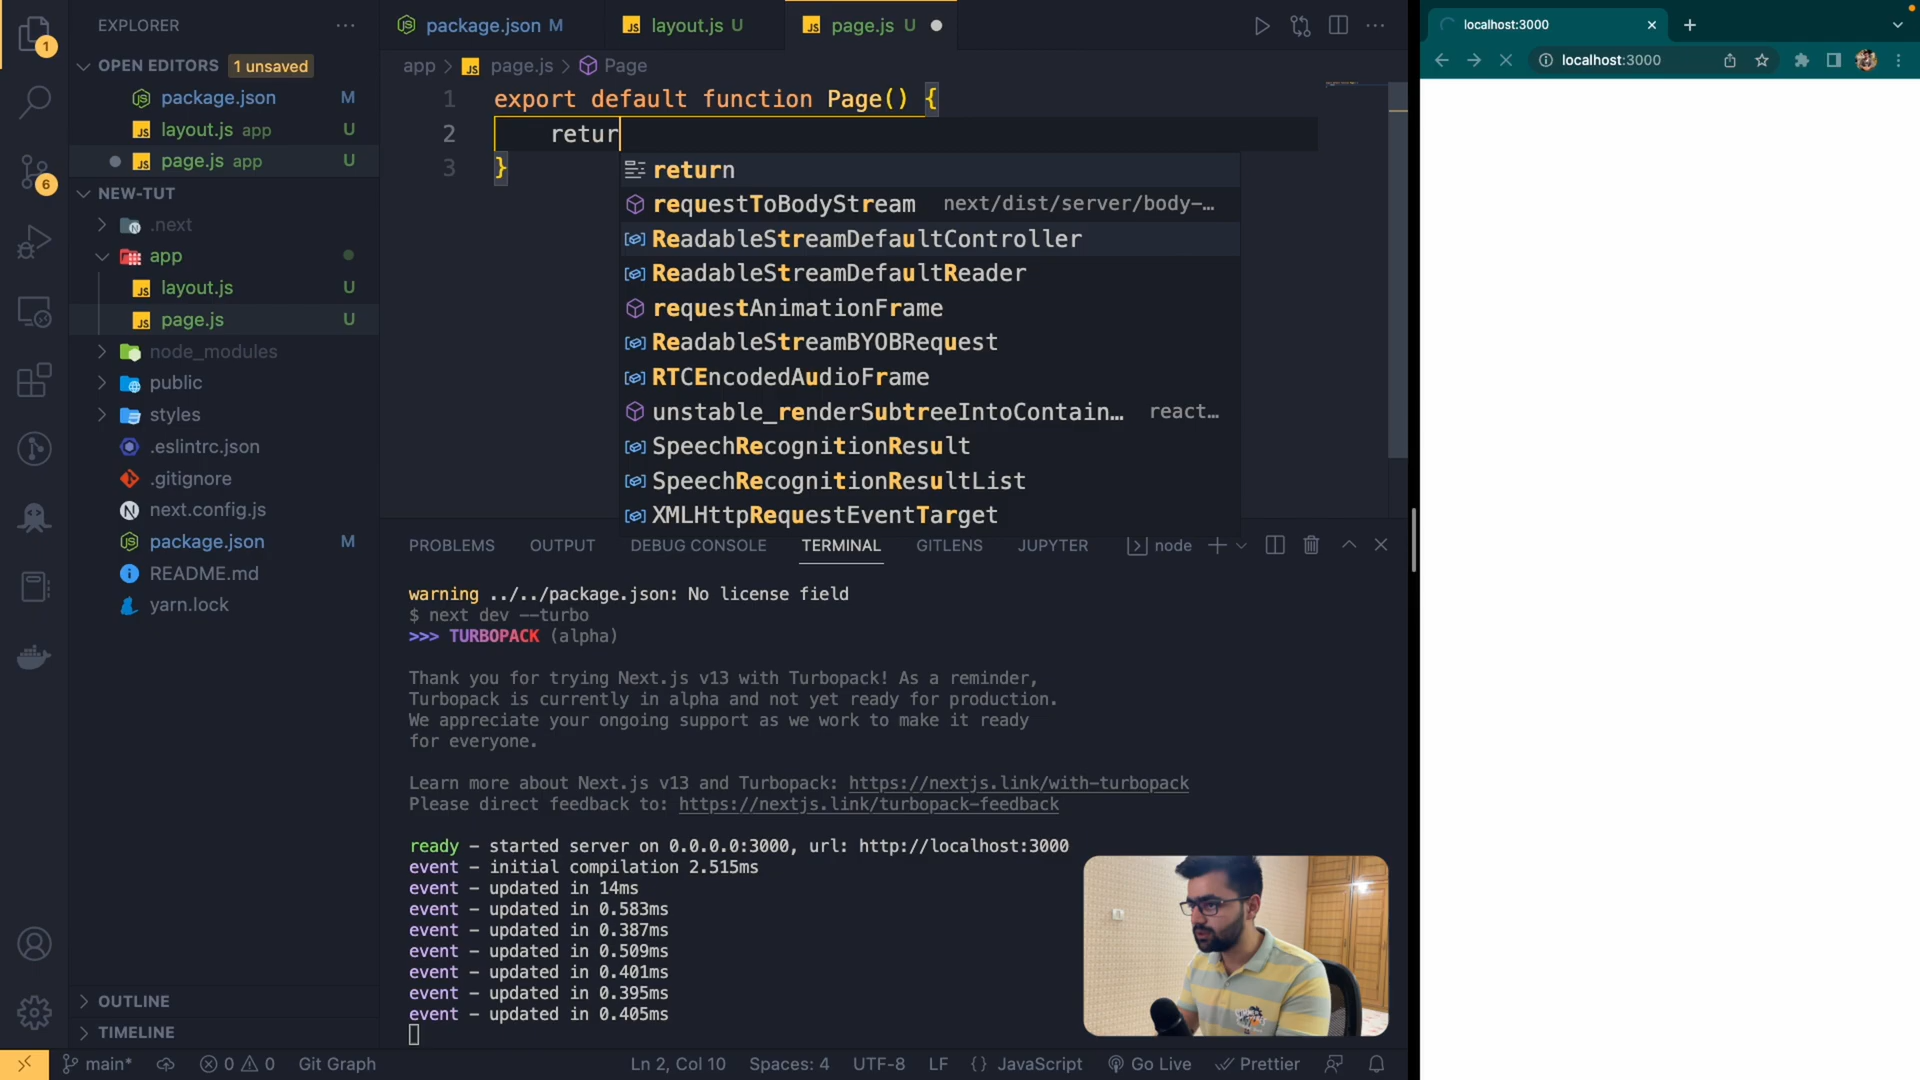 EXPLORER
OPEN EDITORS 1 unsaved
package.json M
layout.js app U
page.js app U
NEW-TUT
.next
app
layout.js U
page.js U
node_modules
public
styles
.eslintrc.json
.gitignore
next.config.js
package.json M
README.md
yarn.lock
OUTLINE
TIMELINE
1
6
package.json M
layout.js U
page.js U
app > page.js > Page
1 export default function Page() {
2 retur
3 }
return
requestToBodyStream next/dist/server/body-…
ReadableStreamDefaultController
ReadableStreamDefaultReader
requestAnimationFrame
ReadableStreamBYOBRequest
RTCEncodedAudioFrame
unstable_renderSubtreeIntoContain… react…
SpeechRecognitionResult
SpeechRecognitionResultList
XMLHttpRequestEventTarget
PROBLEMS OUTPUT DEBUG CONSOLE TERMINAL GITLENS JUPYTER node
warning ../../package.json: No license field
$ next dev --turbo
>>> TURBOPACK (alpha)
Thank you for trying Next.js v13 with Turbopack! As a reminder,
Turbopack is currently in alpha and not yet ready for production.
We appreciate your ongoing support as we work to make it ready
for everyone.
Learn more about Next.js v13 and Turbopack: https://nextjs.link/with-turbopack
Please direct feedback to: https://nextjs.link/turbopack-feedback
ready - started server on 0.0.0.0:3000, url: http://localhost:3000
event - initial compilation 2.515ms
event - updated in 14ms
event - updated in 0.583ms
event - updated in 0.387ms
event - updated in 0.509ms
event - updated in 0.401ms
event - updated in 0.395ms
event - updated in 0.405ms
main* 0 0 Git Graph Ln 2, Col 10 Spaces: 4 UTF-8 LF {} JavaScript Go Live Prettier
localhost:3000
localhost:3000